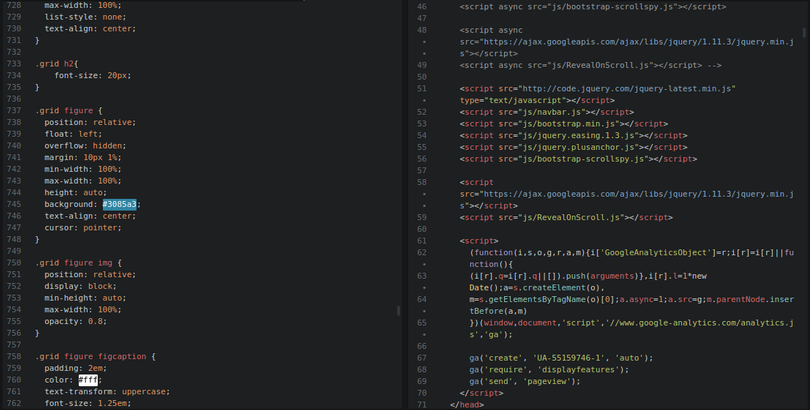 728 max-width: 100%;
729 list-style: none;
730 text-align: center;
731 }
732
733 .grid h2{
734 font-size: 20px;
735 }
736
737 .grid figure {
738 position: relative;
739 float: left;
740 overflow: hidden;
741 margin: 10px 1%;
742 min-width: 100%;
743 max-width: 100%;
744 height: auto;
745 background: #3085a3;
746 text-align: center;
747 cursor: pointer;
748 }
749
750 .grid figure img {
751 position: relative;
752 display: block;
753 min-height: auto;
754 max-width: 100%;
755 opacity: 0.8;
756 }
757
758 .grid figure figcaption {
759 padding: 2em;
760 color: #fff;
761 text-transform: uppercase;
762 font-size: 1.25em;
46 <script async src="js/bootstrap-scrollspy.js"></script>
47
48 <script async
src="https://ajax.googleapis.com/ajax/libs/jquery/1.11.3/jquery.min.j
s"></script>
49 <script async src="js/RevealOnScroll.js"></script> -->
50
51 <script src="http://code.jquery.com/jquery-latest.min.js"
type="text/javascript"></script>
52 <script src="js/navbar.js"></script>
53 <script src="js/bootstrap.min.js"></script>
54 <script src="js/jquery.easing.1.3.js"></script>
55 <script src="js/jquery.plusanchor.js"></script>
56 <script src="js/bootstrap-scrollspy.js"></script>
57
58 <script
src="https://ajax.googleapis.com/ajax/libs/jquery/1.11.3/jquery.min.j
s"></script>
59 <script src="js/RevealOnScroll.js"></script>
60
61 <script>
62 (function(i,s,o,g,r,a,m){i['GoogleAnalyticsObject']=r;i[r]=i[r]||fu
nction(){
63 (i[r].q=i[r].q||[]).push(arguments)},i[r].l=1*new
Date();a=s.createElement(o),
64 m=s.getElementsByTagName(o)[0];a.async=1;a.src=g;m.parentNode.inser
tBefore(a,m)
65 })(window,document,'script','//www.google-analytics.com/analytics.j
s','ga');
66
67 ga('create', 'UA-55159746-1', 'auto');
68 ga('require', 'displayfeatures');
69 ga('send', 'pageview');
70 </script>
71 </head>